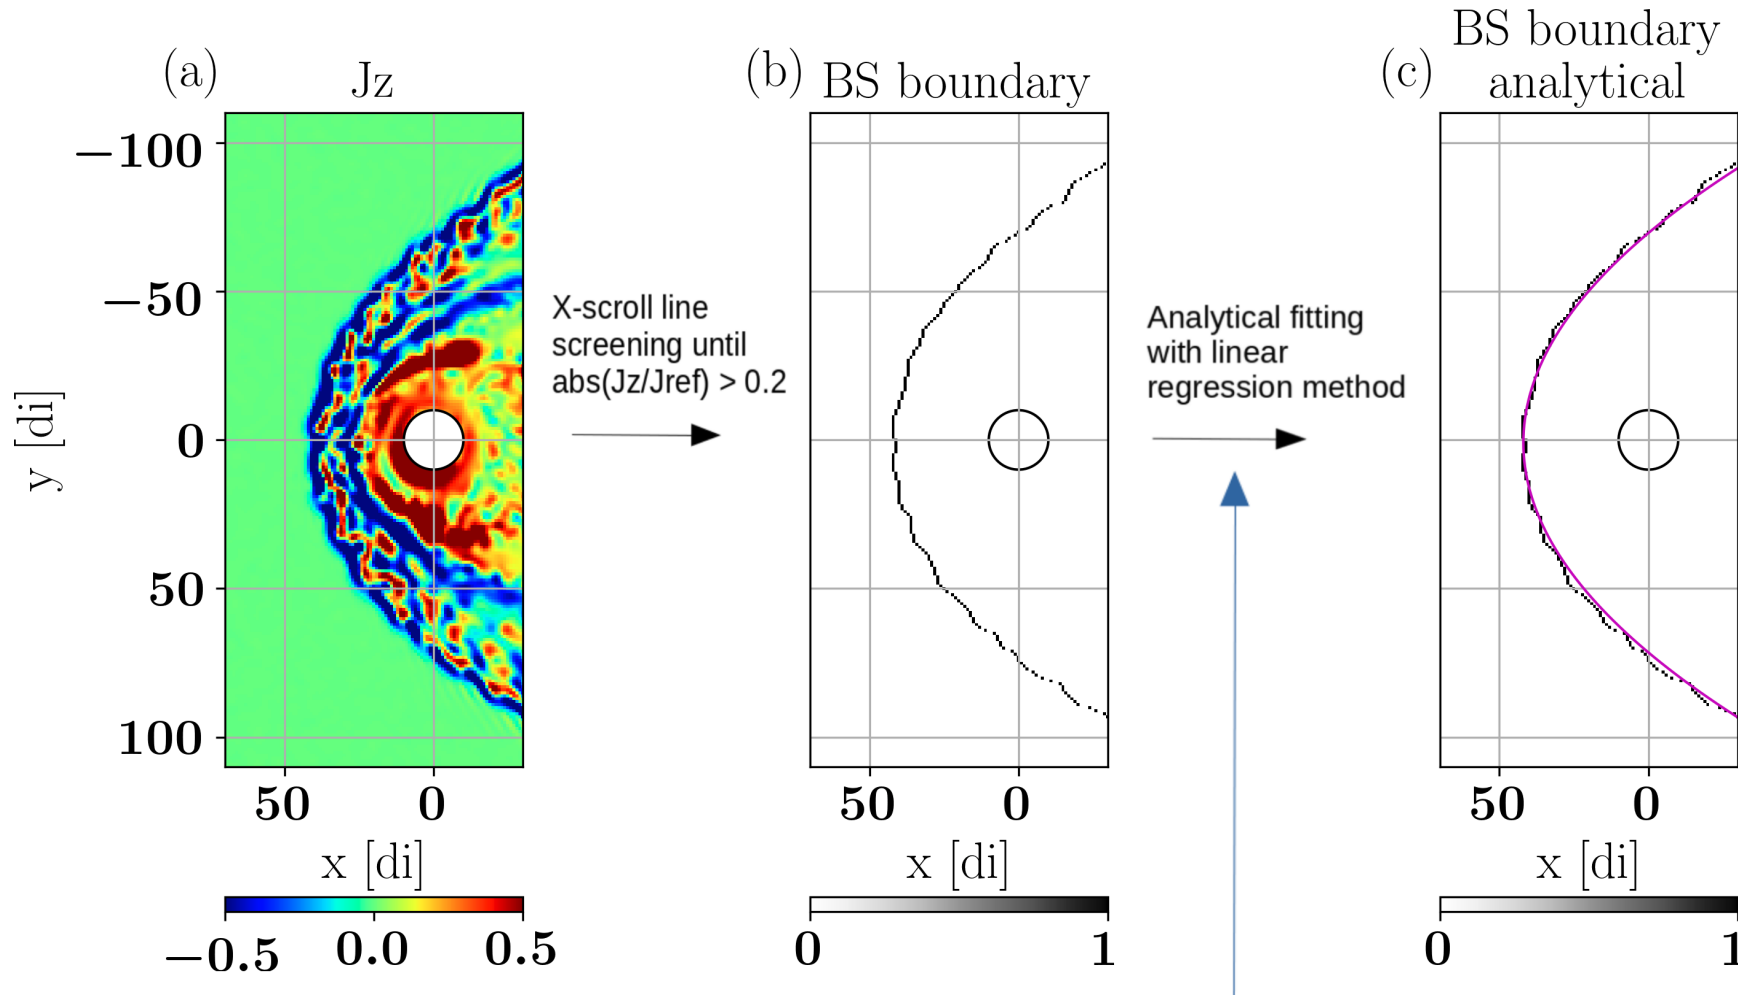 (a)
Jz
−100
−50
0
50
100
y [di]
50 0
x [di]
−0.5 0.0 0.5
X-scroll line
screening until
abs(Jz/Jref) > 0.2
(b)
BS boundary
50 0
x [di]
0 1
Analytical fitting
with linear
regression method
(c)
BS boundary
analytical
50 0
x [di]
0 1